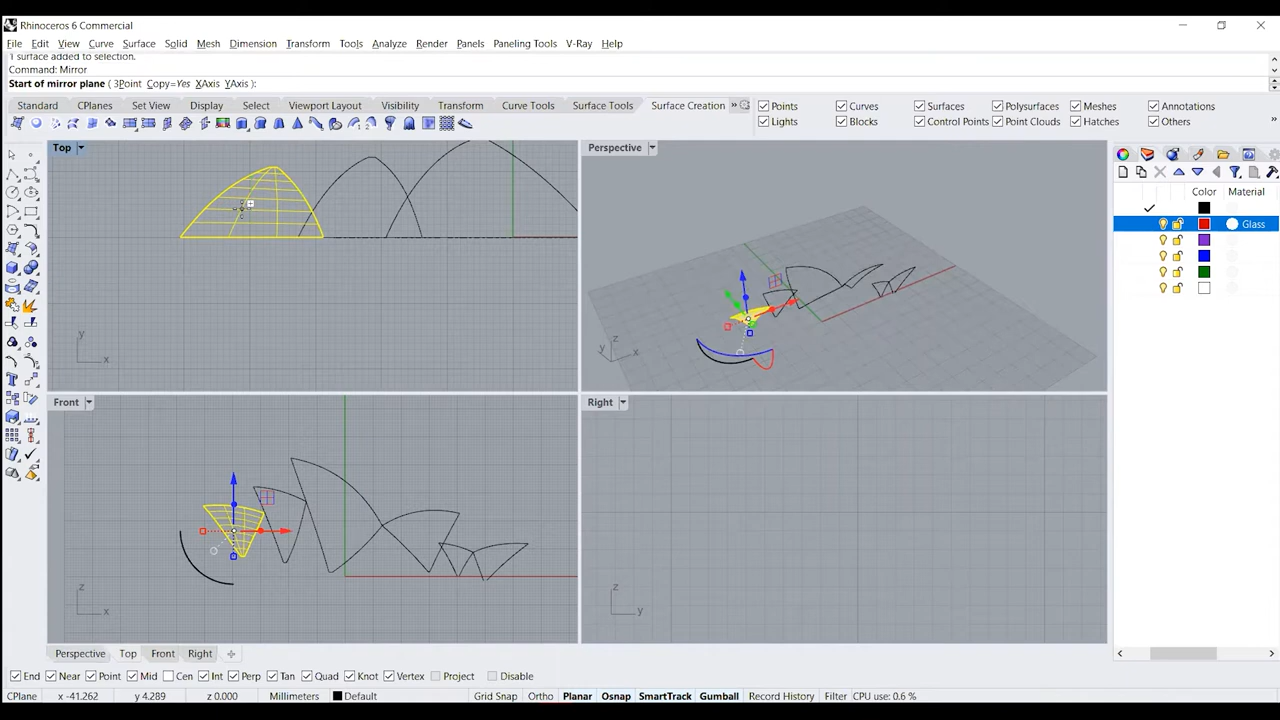 Rhinoceros 6 Commercial
File Edit View Curve Surface Solid Mesh Dimension Transform Tools Analyze Render Panels Paneling Tools V-Ray Help
1 surface added to selection.
Command: Mirror
Start of mirror plane ( 3Point Copy=Yes XAxis YAxis ):
Standard CPlanes Set View Display Select Viewport Layout Visibility Transform Curve Tools Surface Tools Surface Creation »
Points Curves Surfaces Polysurfaces Meshes Annotations
Lights Blocks Control Points Point Clouds Hatches Others
Top
Perspective
Color Material
Glass
y
x
z
y x
Front
Right
z
x
z
y
Perspective Top Front Right
End Near Point Mid Cen Int Perp Tan Quad Knot Vertex Project Disable
CPlane x -41.262 y 4.289 z 0.000 Millimeters Default Grid Snap Ortho Planar Osnap SmartTrack Gumball Record History Filter CPU use: 0.6 %